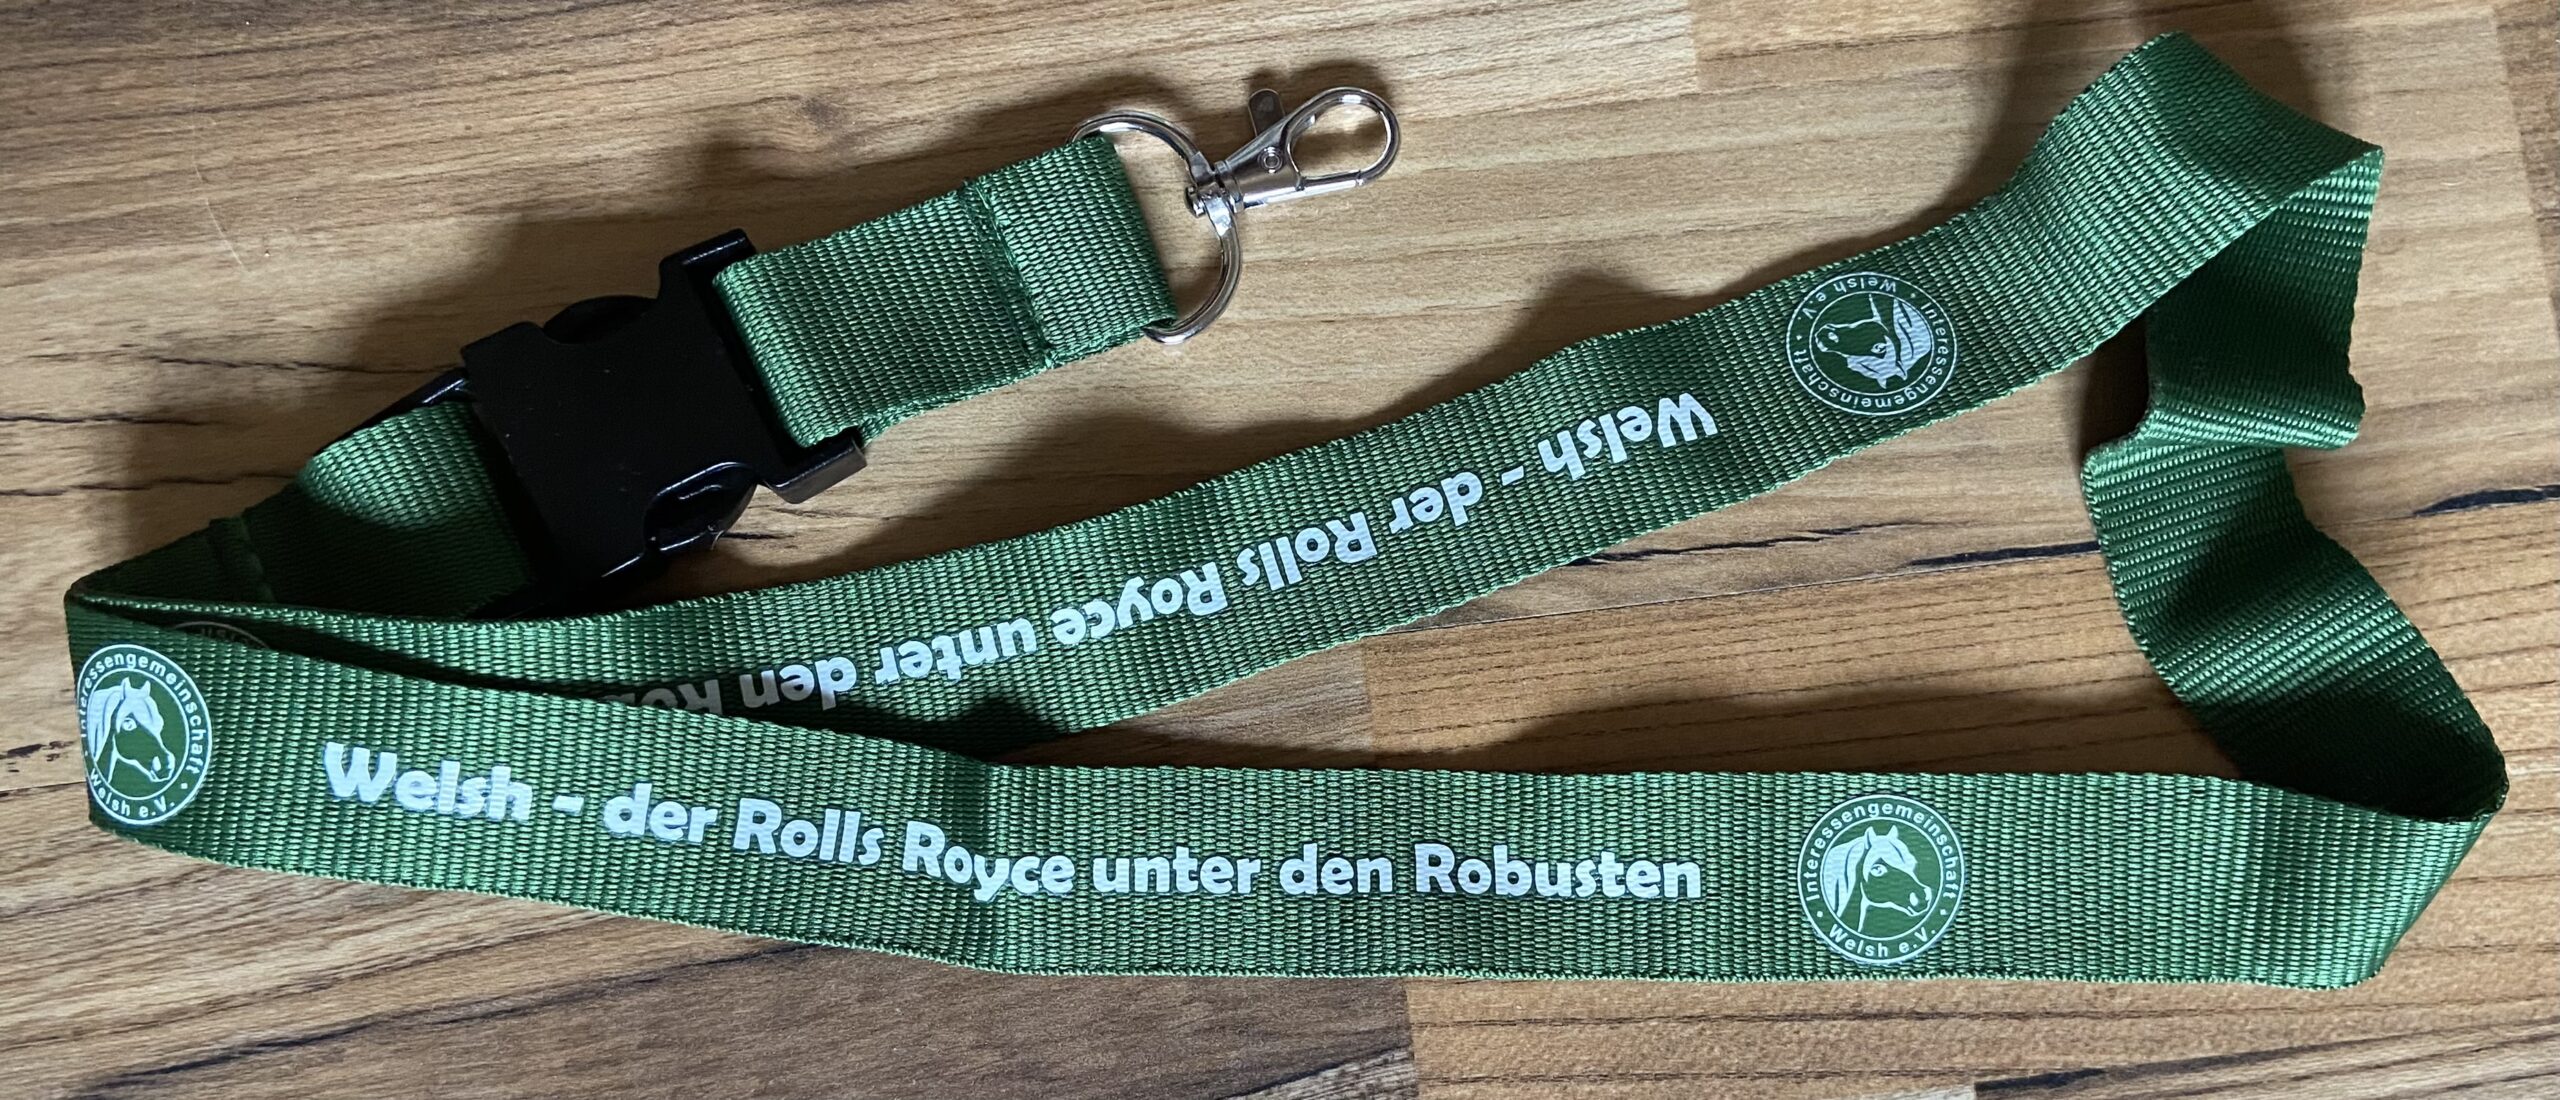 Interessengemeinschaft
Welsh e.V.
Welsh - der Rolls Royce unter den
Interessengemeinschaft
Welsh e.V.
Welsh - der Rolls Royce unter den Robusten
Interessengemeinschaft
Welsh e.V.